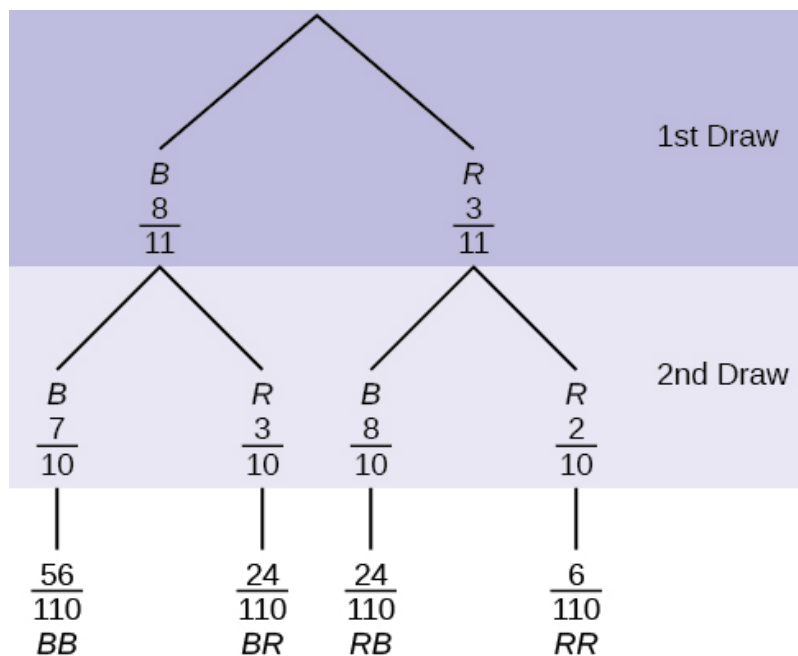 1st Draw
B R
8/11 3/11
2nd Draw
B R B R
7/10 3/10 8/10 2/10
56/110 24/110 24/110 6/110
BB BR RB RR